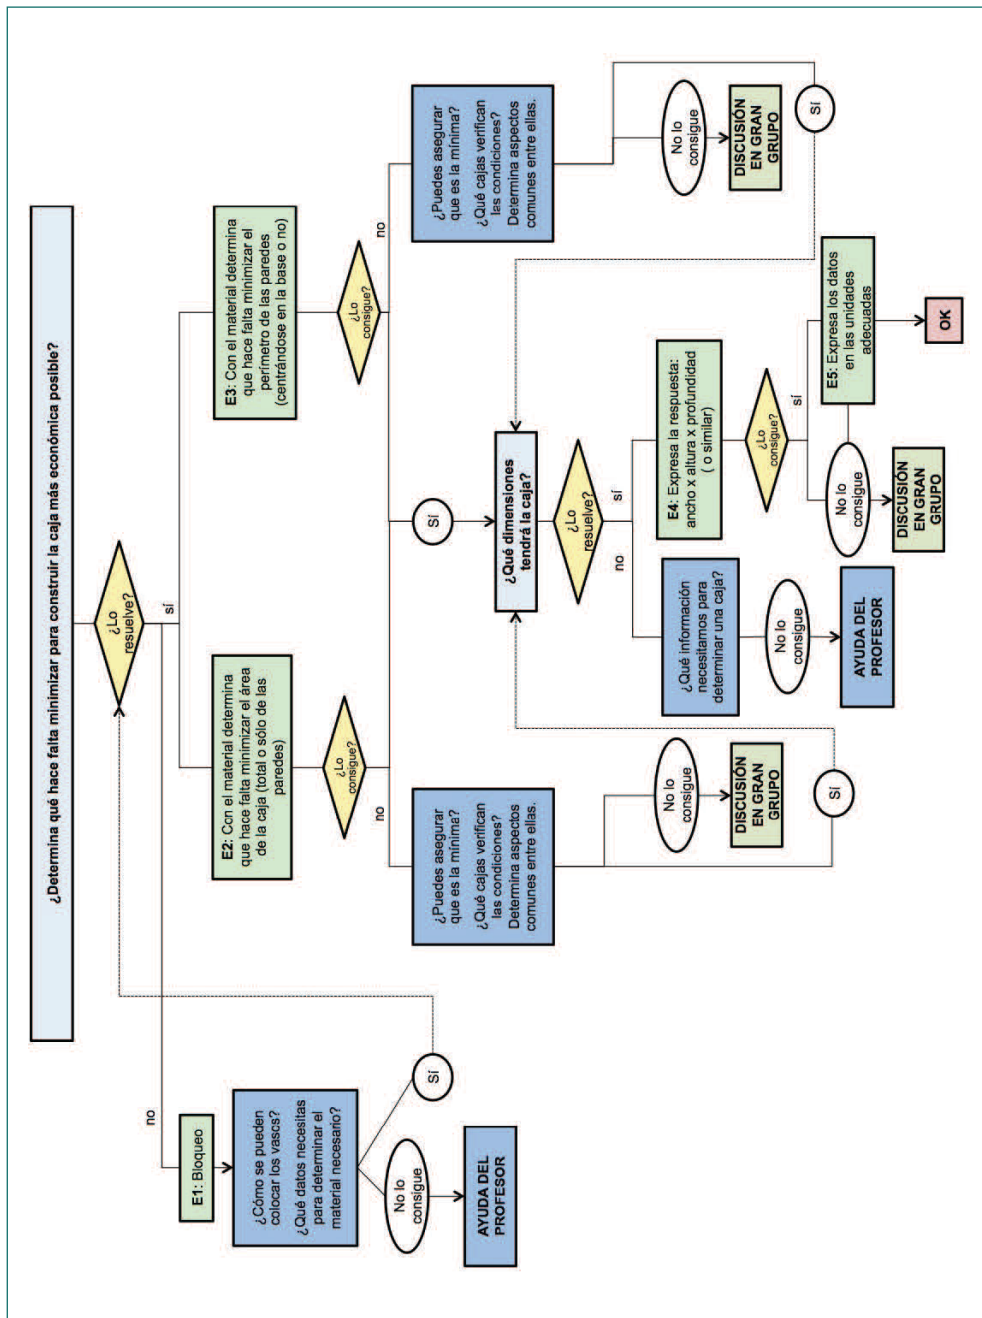 ¿Determina qué hace falta minimizar para construir la caja más económica posible?
¿Lo
resuelve?
no
sí
E1: Bloqueo
¿Cómo se pueden
colocar los vascs?
¿Qué datos necesitas
para determinar el
material necesario?
No lo
consigue
Sí
AYUDA DEL
PROFESOR
E2: Con el material determina
que hace falta minimizar el área
de la caja (total o sólo de las
paredes)
¿Lo
consigue?
no
¿Puedes asegurar
que es la mínima?
¿Qué cajas verifican
las condiciones?
Determina aspectos
comunes entre ellas.
No lo
consigue
DISCUSIÓN
EN GRAN
GRUPO
Sí
E3: Con el material determina
que hace falta minimizar el
perímetro de las paredes
(centrándose en la base o no)
¿Lo
consigue?
no
¿Puedes asegurar
que es la mínima?
¿Qué cajas verifican
las condiciones?
Determina aspectos
comunes entre ellas.
No lo
consigue
DISCUSIÓN
EN GRAN
GRUPO
Sí
Sí
¿Qué dimensiones
tendrá la caja?
¿Lo
resuelve?
no
sí
¿Qué información
necesitamos para
determinar una caja?
No lo
consigue
AYUDA DEL
PROFESOR
E4: Expresa la respuesta:
ancho x altura x profundidad
( o similar)
¿Lo
consigue?
sí
No lo
consigue
DISCUSIÓN
EN GRAN
GRUPO
E5: Expresa los datos
en las unidades
adecuadas
OK